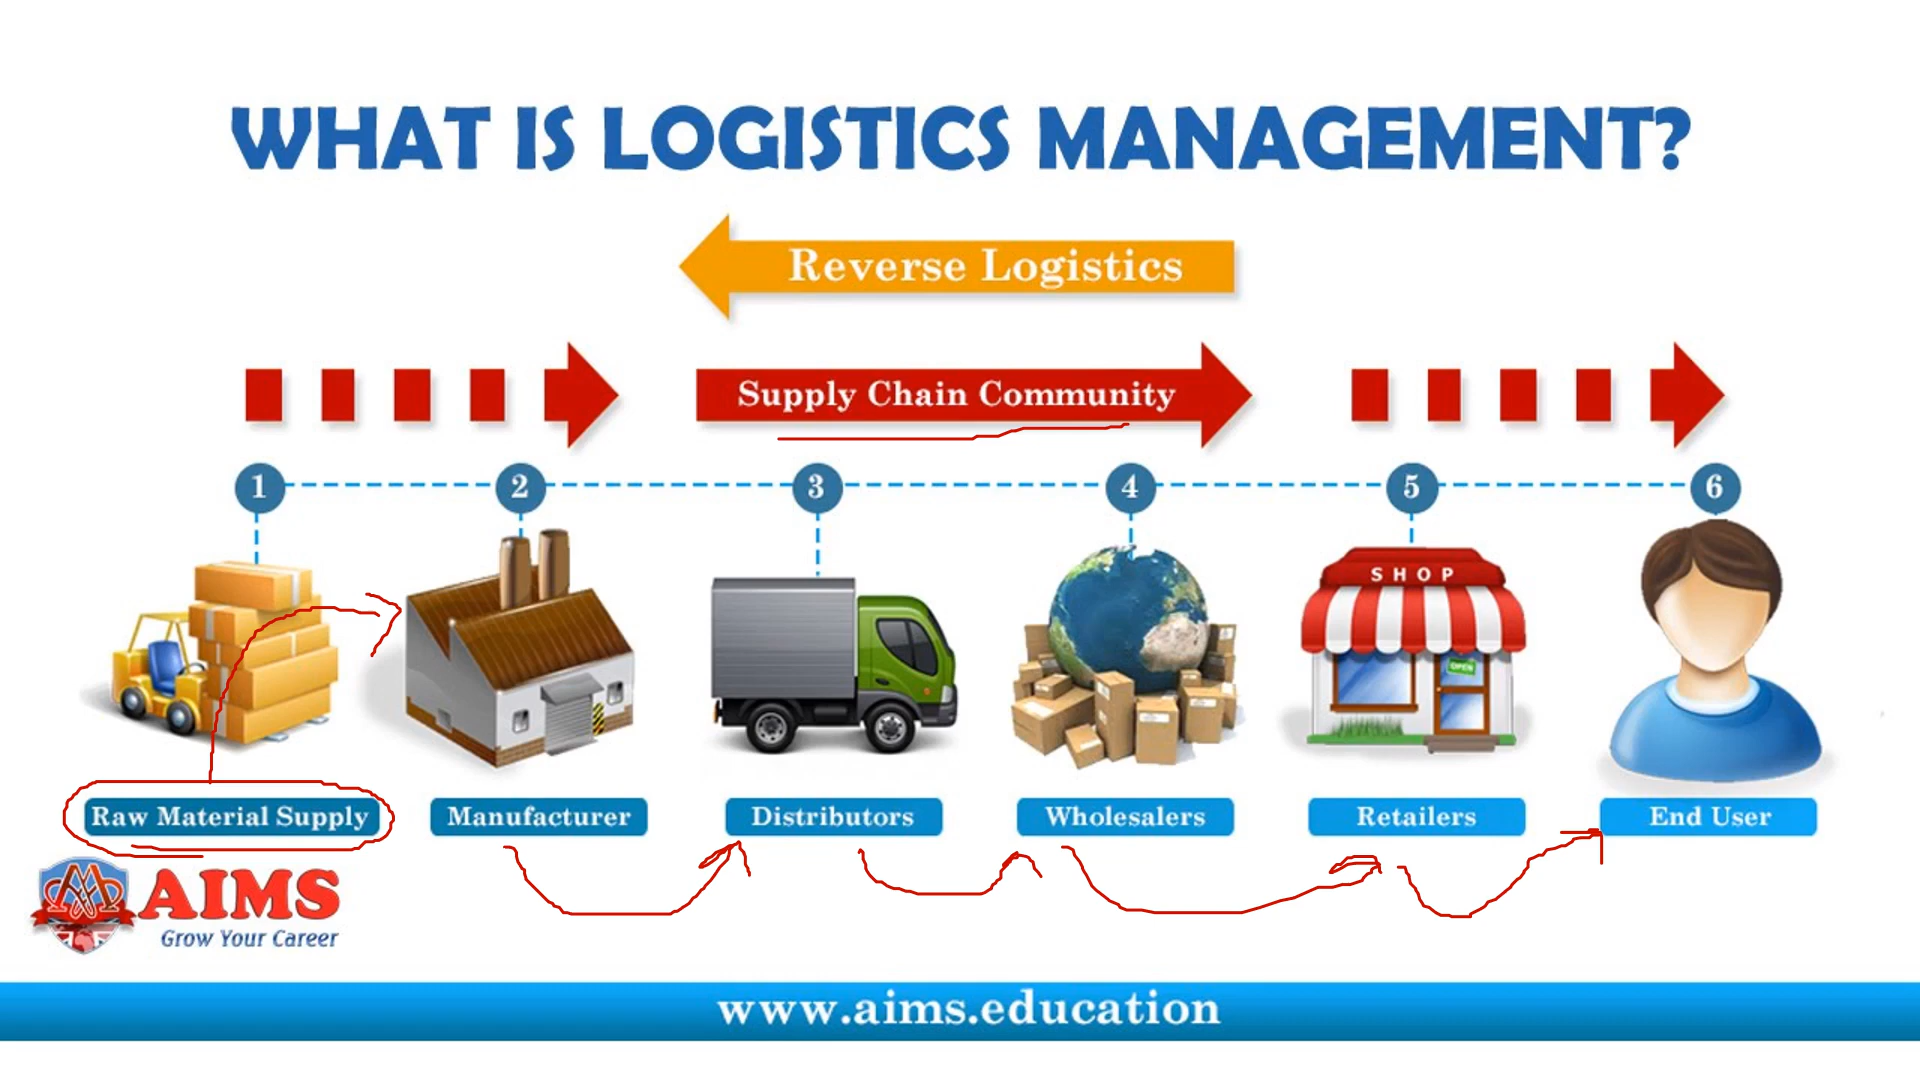 WHAT IS LOGISTICS MANAGEMENT?
Reverse Logistics
Supply Chain Community
1 2 3 4 5 6
SHOP
OPEN
Raw Material Supply Manufacturer Distributors Wholesalers Retailers End User
AIMS
Grow Your Career
www.aims.education